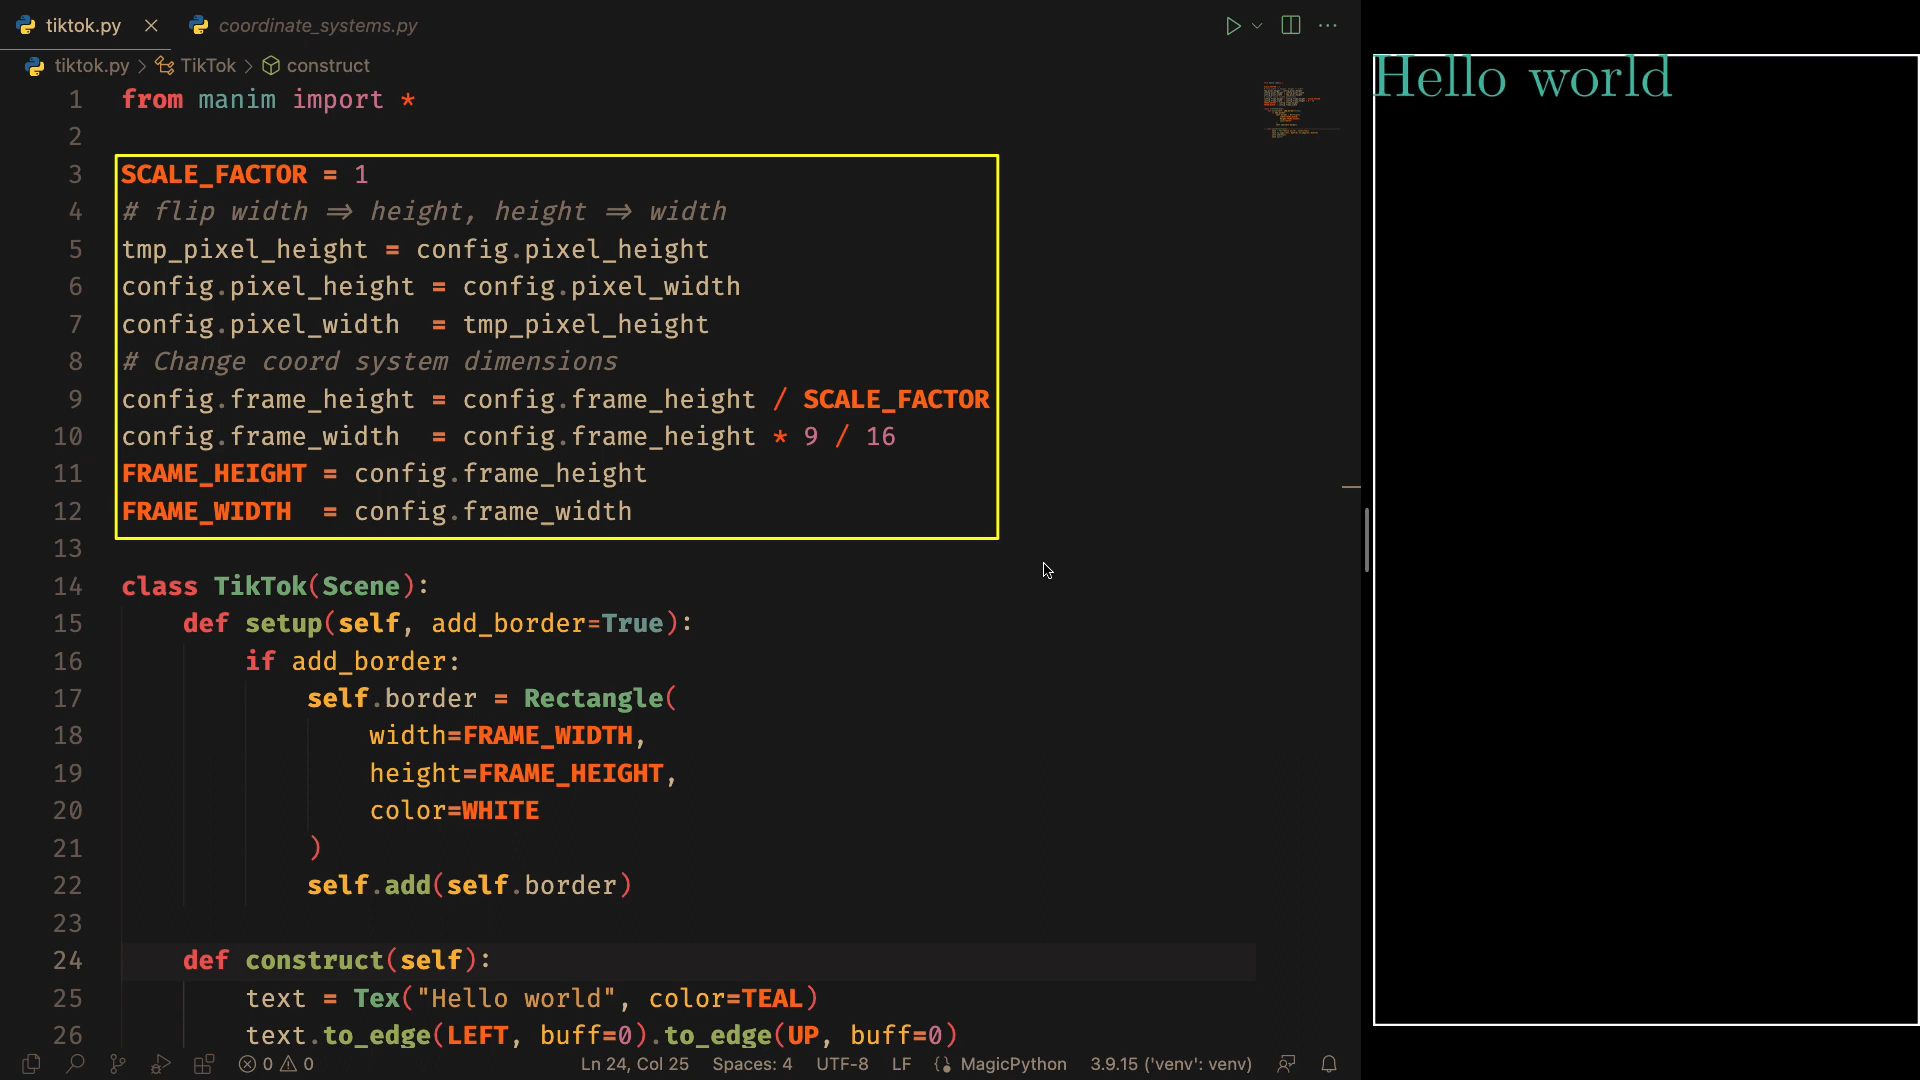 tiktok.py
coordinate_systems.py
tiktok.py > TikTok > construct
1 from manim import *
2
3 SCALE_FACTOR = 1
4 # flip width => height, height => width
5 tmp_pixel_height = config.pixel_height
6 config.pixel_height = config.pixel_width
7 config.pixel_width  = tmp_pixel_height
8 # Change coord system dimensions
9 config.frame_height = config.frame_height / SCALE_FACTOR
10 config.frame_width  = config.frame_height * 9 / 16
11 FRAME_HEIGHT = config.frame_height
12 FRAME_WIDTH  = config.frame_width
13
14 class TikTok(Scene):
15     def setup(self, add_border=True):
16         if add_border:
17             self.border = Rectangle(
18                 width=FRAME_WIDTH,
19                 height=FRAME_HEIGHT,
20                 color=WHITE
21             )
22             self.add(self.border)
23
24     def construct(self):
25         text = Tex("Hello world", color=TEAL)
26         text.to_edge(LEFT, buff=0).to_edge(UP, buff=0)
0 0 Ln 24, Col 25 Spaces: 4 UTF-8 LF MagicPython 3.9.15 ('venv': venv)
Hello world